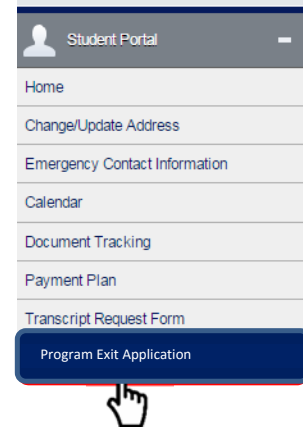 Student Portal
Home
Change/Update Address
Emergency Contact Information
Calendar
Document Tracking
Payment Plan
Transcript Request Form
Program Exit Application